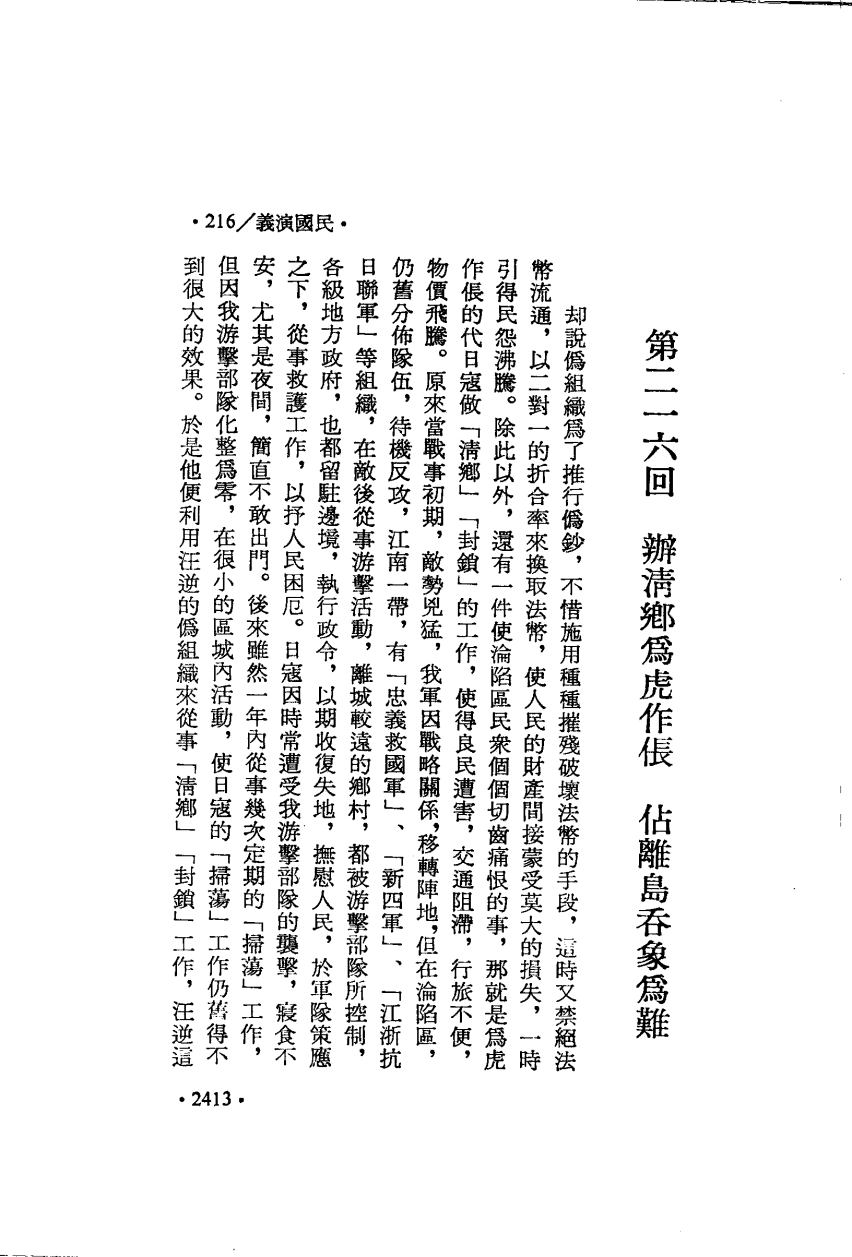 ·216/義演國民·
第二一六回　辦淸鄕爲虎作倀　佔離島呑象爲難
却說僞組織爲了推行僞鈔，不惜施用種種摧殘破壞法幣的手段，這時又禁絕法
幣流通，以二對一的折合率來換取法幣，使人民的財產間接蒙受莫大的損失，一時
引得民怨沸騰。除此以外，還有一件使淪陷區民衆個個切齒痛恨的事，那就是爲虎
作倀的代日寇做「淸鄕」「封鎖」的工作，使得良民遭害，交通阻滯，行旅不便，
物價飛騰。原來當戰事初期，敵勢兇猛，我軍因戰略關係，移轉陣地，但在淪陷區，
仍舊分佈隊伍，待機反攻，江南一帶，有「忠義救國軍」、「新四軍」、「江浙抗
日聯軍」等組織，在敵後從事游擊活動，離城較遠的鄕村，都被游擊部隊所控制，
各級地方政府，也都留駐邊境，執行政令，以期收復失地，撫慰人民，於軍隊策應
之下，從事救護工作，以抒人民困厄。日寇因時常遭受我游擊部隊的襲擊，寢食不
安，尤其是夜間，簡直不敢出門。後來雖然一年內從事幾次定期的「掃蕩」工作，
但因我游擊部隊化整爲零，在很小的區城內活動，使日寇的「掃蕩」工作仍舊得不
到很大的效果。於是他便利用汪逆的僞組織來從事「淸鄕」「封鎖」工作，汪逆這
·2413·